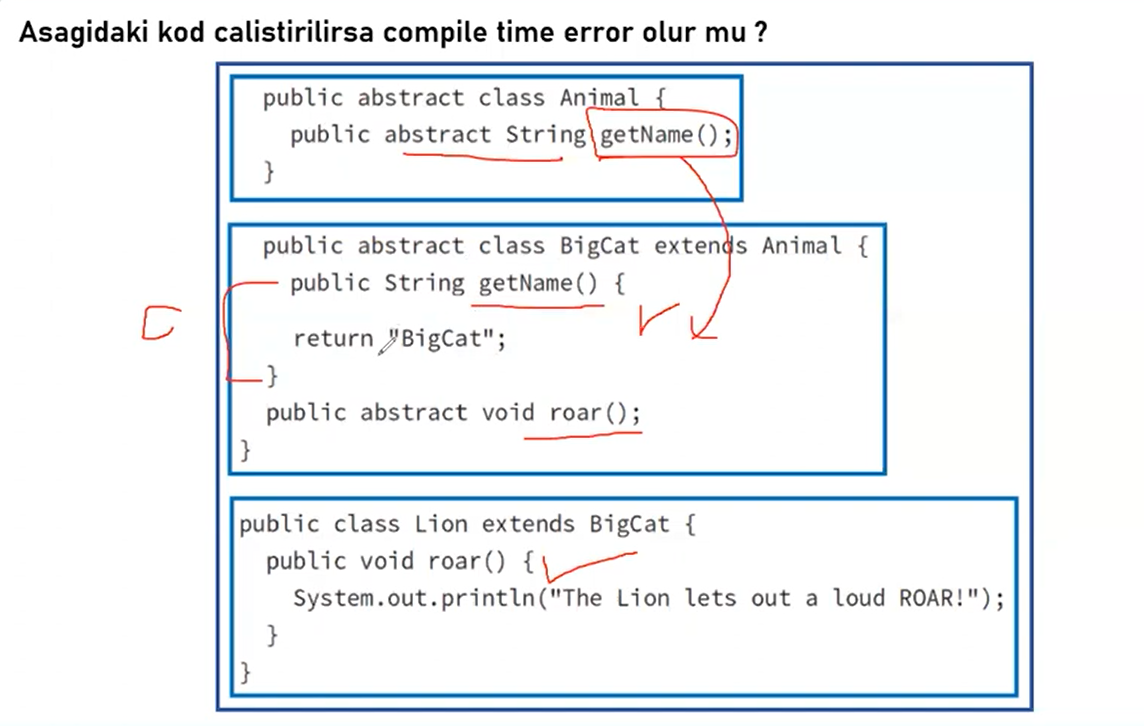 Asagidaki kod calistirilirsa compile time error olur mu ?
public abstract class Animal {
public abstract String getName();
}
public abstract class BigCat extends Animal {
public String getName() {
return "BigCat";
}
public abstract void roar();
}
public class Lion extends BigCat {
public void roar() {
System.out.println("The Lion lets out a loud ROAR!");
}
}